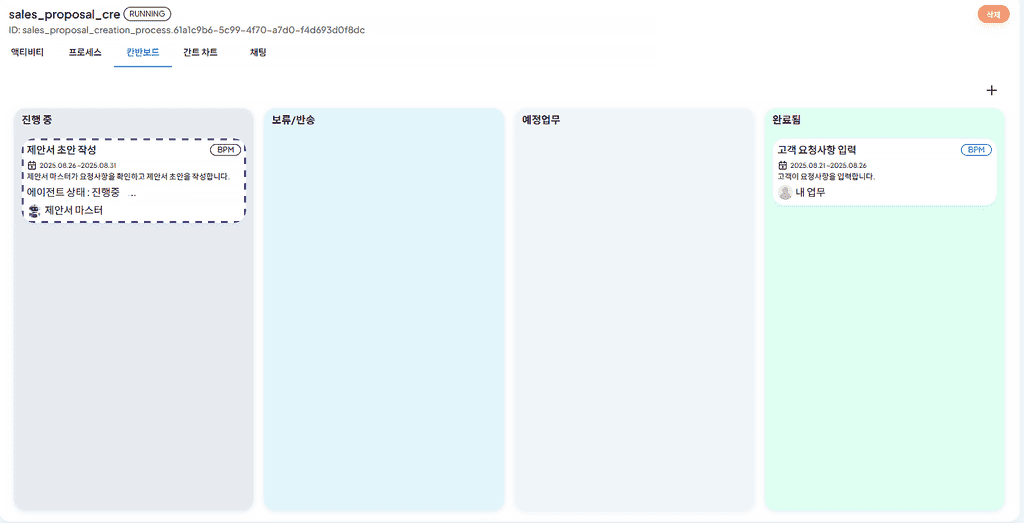 sales_proposal_cre RUNNING
삭제
ID: sales_proposal_creation_process.61a1c9b6-5c99-4f70-a7d0-f4d693d0f8dc
액티비티 프로세스 칸반보드 간트 차트 채팅
+
진행 중
제안서 초안 작성 BPM
2025.08.26~2025.08.31
제안서 마스터가 요청사항을 확인하고 제안서 초안을 작성합니다.
에이전트 상태 : 진행중 ..
제안서 마스터
보류/반송
예정업무
완료됨
고객 요청사항 입력 BPM
2025.08.21~2025.08.26
고객이 요청사항을 입력합니다.
내 업무